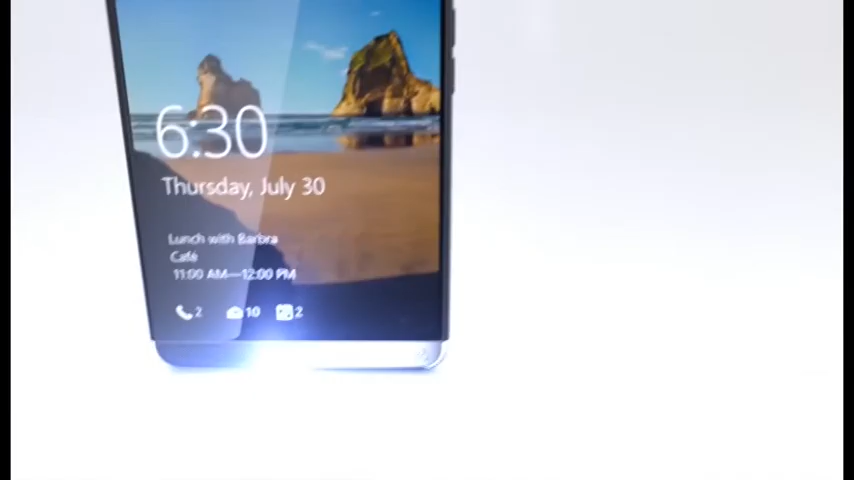 6:30
Thursday, July 30
Lunch with Barbra
Café
11:00 AM—12:00 PM
2 10 2